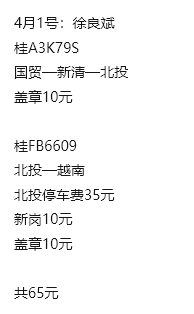 4月1号：徐良斌
桂A3K79S
国贸—新清—北投
盖章10元
桂FB6609
北投—越南
北投停车费35元
新岗10元
盖章10元
共65元